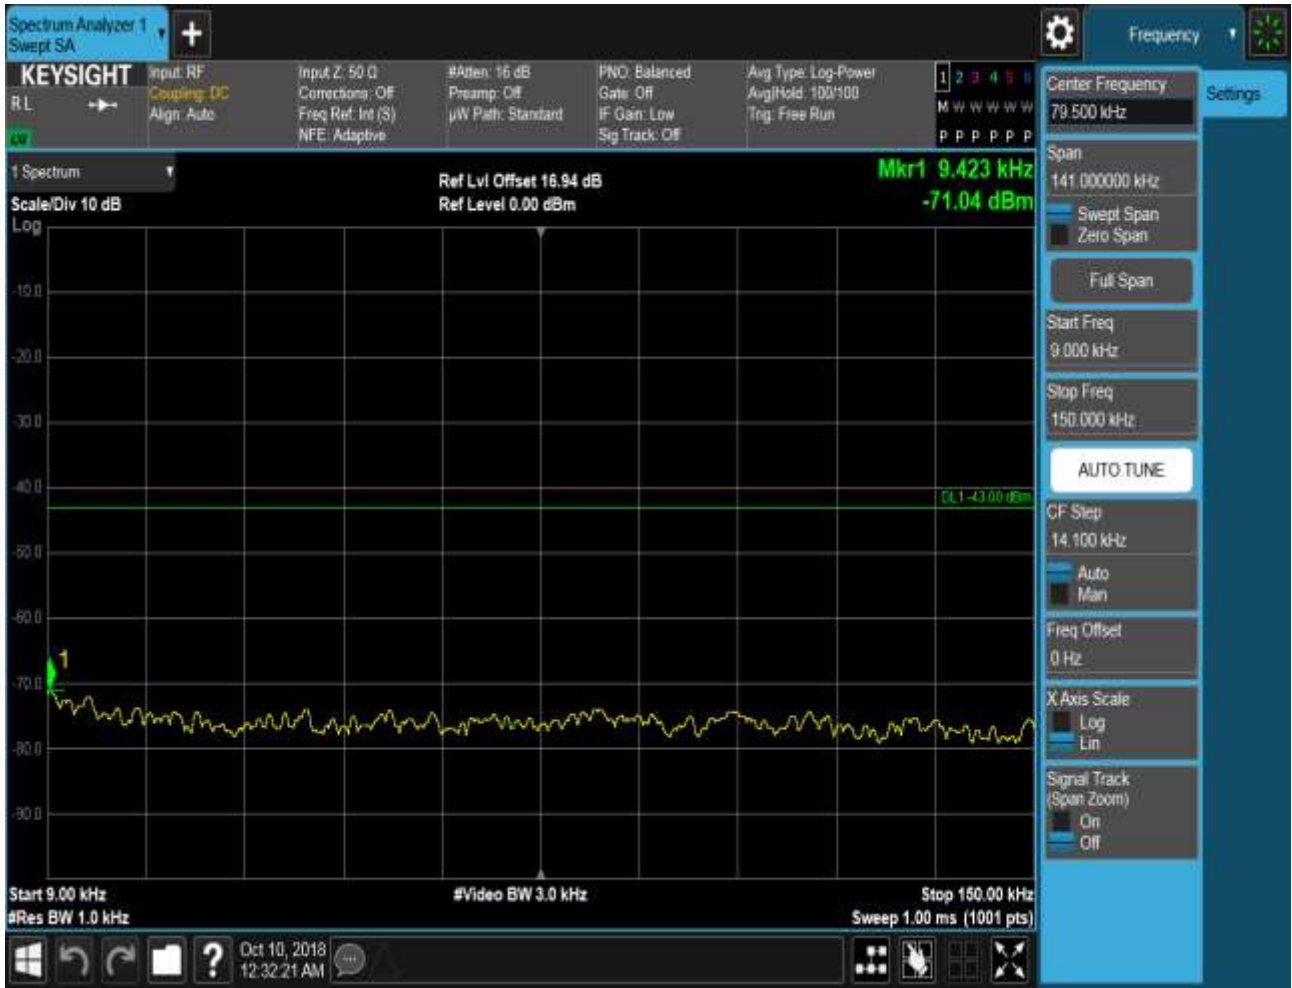 Spectrum Analyzer 1
Swept SA
Frequency
KEYSIGHT
RL
Input: RF
Coupling: DC
Align: Auto
Input Z: 50 Ω
Corrections: Off
Freq Ref: Int (S)
NFE: Adaptive
#Atten: 16 dB
Preamp: Off
µW Path: Standard
PNO: Balanced
Gate: Off
IF Gain: Low
Sig Track: Off
Avg Type: Log-Power
Avg|Hold: 100/100
Trig: Free Run
1 2 3 4 5 6
M W W W W W
P P P P P P
1 Spectrum
Scale/Div 10 dB
Log
Ref Lvl Offset 16.94 dB
Ref Level 0.00 dBm
Mkr1 9.423 kHz
-71.04 dBm
-10.0
-20.0
-30.0
-40.0
DL1 -43.00 dBm
-50.0
-60.0
1
-70.0
-80.0
-90.0
Start 9.00 kHz
#Res BW 1.0 kHz
#Video BW 3.0 kHz
Stop 150.00 kHz
Sweep 1.00 ms (1001 pts)
?
Oct 10, 2018
12:32:21 AM
Center Frequency
79.500 kHz
Settings
Span
141.000000 kHz
Swept Span
Zero Span
Full Span
Start Freq
9.000 kHz
Stop Freq
150.000 kHz
AUTO TUNE
CF Step
14.100 kHz
Auto
Man
Freq Offset
0 Hz
X Axis Scale
Log
Lin
Signal Track
(Span Zoom)
On
Off